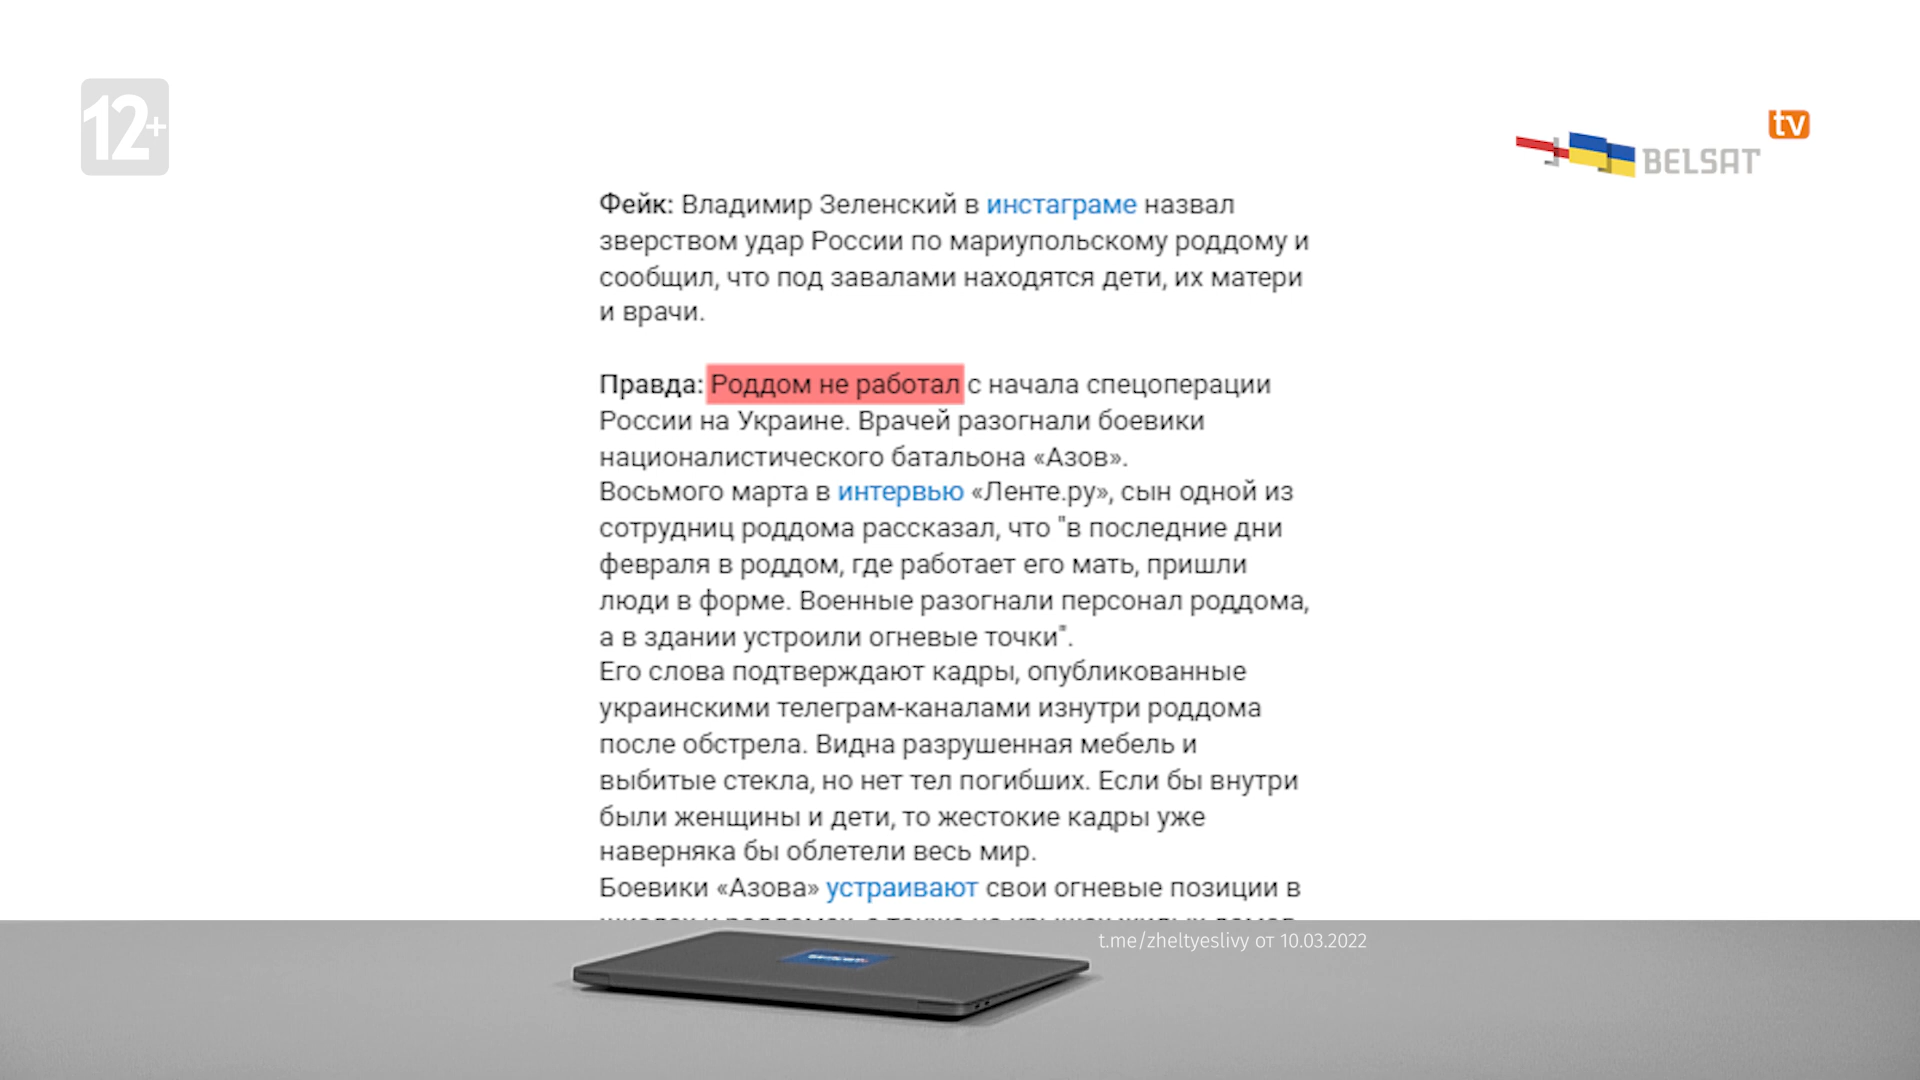 12+
tv
BELSAT
Фейк: Владимир Зеленский в инстаграме назвал
зверством удар России по мариупольскому роддому и
сообщил, что под завалами находятся дети, их матери
и врачи.
Правда: Роддом не работал с начала спецоперации
России на Украине. Врачей разогнали боевики
националистического батальона «Азов».
Восьмого марта в интервью «Ленте.ру», сын одной из
сотрудниц роддома рассказал, что "в последние дни
февраля в роддом, где работает его мать, пришли
люди в форме. Военные разогнали персонал роддома,
а в здании устроили огневые точки".
Его слова подтверждают кадры, опубликованные
украинскими телеграм-каналами изнутри роддома
после обстрела. Видна разрушенная мебель и
выбитые стекла, но нет тел погибших. Если бы внутри
были женщины и дети, то жестокие кадры уже
наверняка бы облетели весь мир.
Боевики «Азова» устраивают свои огневые позиции в
t.me/zheltyeslivy от 10.03.2022